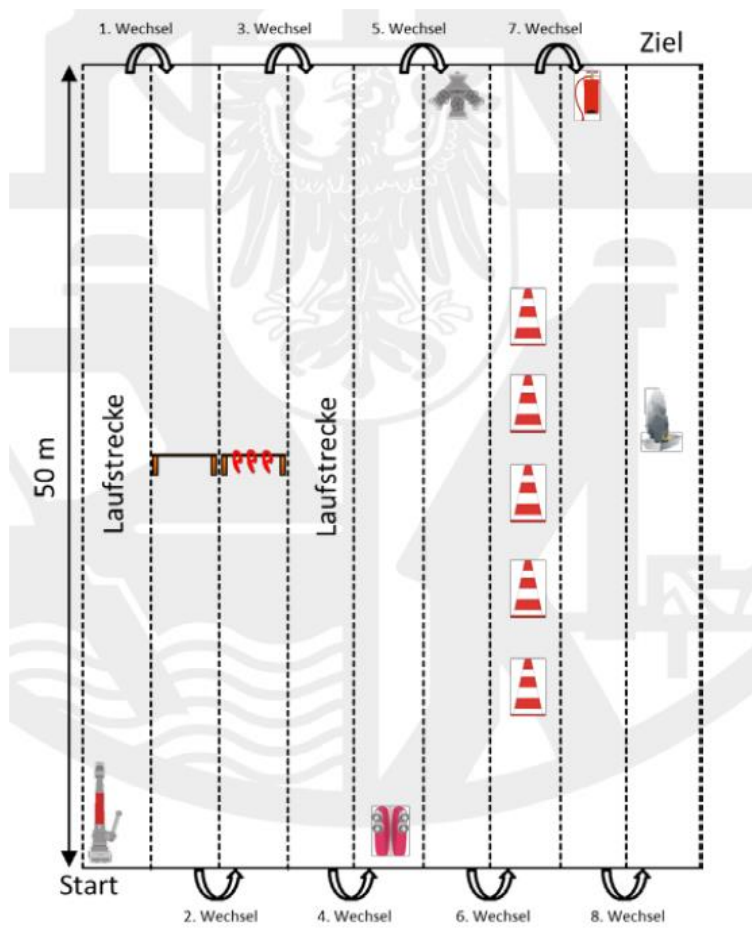 1. Wechsel
3. Wechsel
5. Wechsel
7. Wechsel
Ziel
50 m
Laufstrecke
Laufstrecke
Start
2. Wechsel
4. Wechsel
6. Wechsel
8. Wechsel